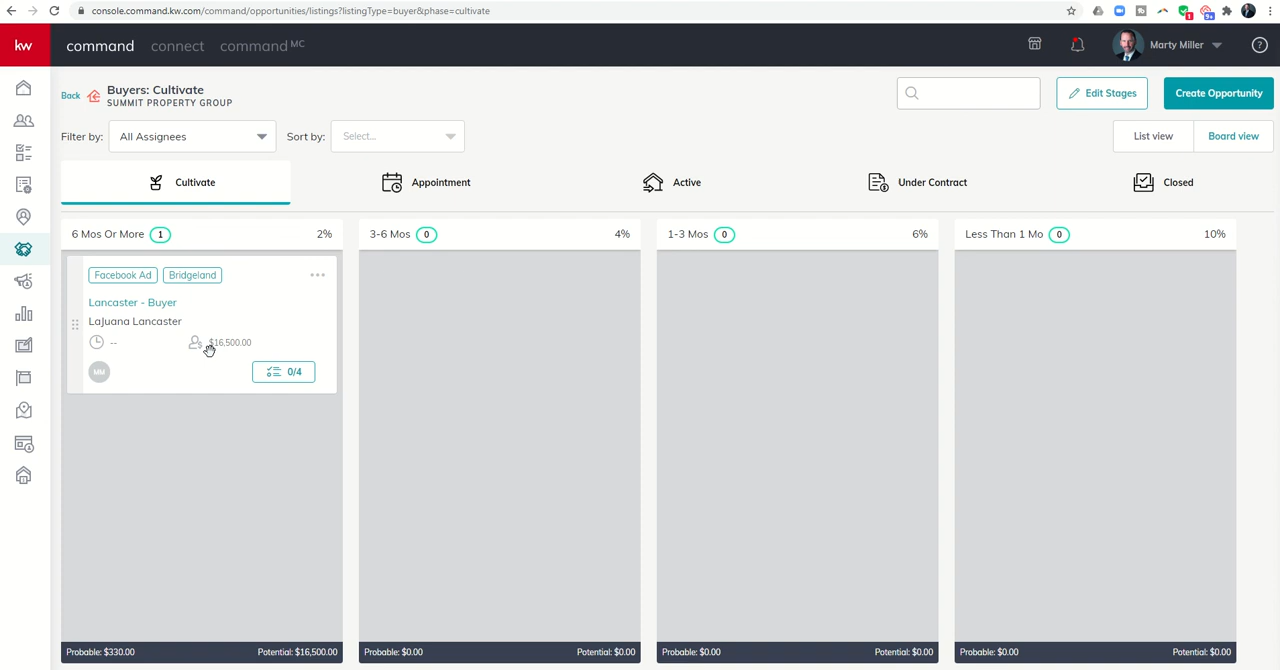 console.command.kw.com/command/opportunities/listings?listingType=buyer&phase=cultivate
1
9+
kw
command connect command MC
Marty Miller
?
Back
Buyers: Cultivate
SUMMIT PROPERTY GROUP
Edit Stages
Create Opportunity
Filter by: All Assignees
Sort by: Select...
List view
Board view
Cultivate
Appointment
Active
Under Contract
Closed
6 Mos Or More 1 2%
3-6 Mos 0 4%
1-3 Mos 0 6%
Less Than 1 Mo 0 10%
Facebook Ad Bridgeland
Lancaster - Buyer
LaJuana Lancaster
-- $16,500.00
MM
0/4
Probable: $330.00 Potential: $16,500.00
Probable: $0.00 Potential: $0.00
Probable: $0.00 Potential: $0.00
Probable: $0.00 Potential: $0.00